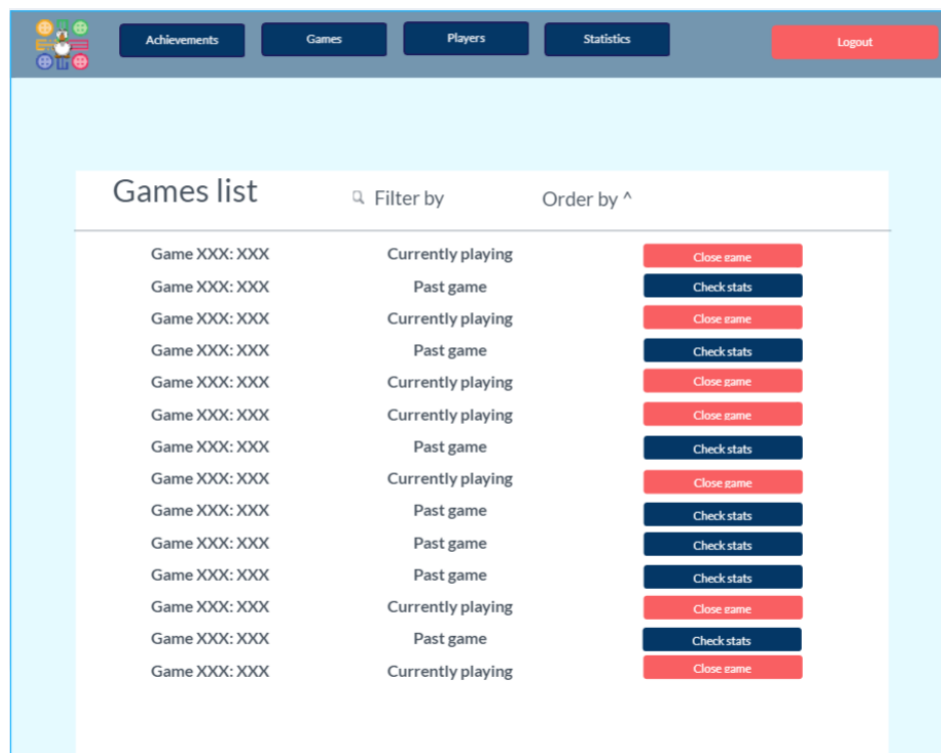 Achievements Games Players Statistics Logout
Games list Filter by Order by ^
Game XXX: XXX Currently playing Close game
Game XXX: XXX Past game Check stats
Game XXX: XXX Currently playing Close game
Game XXX: XXX Past game Check stats
Game XXX: XXX Currently playing Close game
Game XXX: XXX Currently playing Close game
Game XXX: XXX Past game Check stats
Game XXX: XXX Currently playing Close game
Game XXX: XXX Past game Check stats
Game XXX: XXX Past game Check stats
Game XXX: XXX Past game Check stats
Game XXX: XXX Currently playing Close game
Game XXX: XXX Past game Check stats
Game XXX: XXX Currently playing Close game